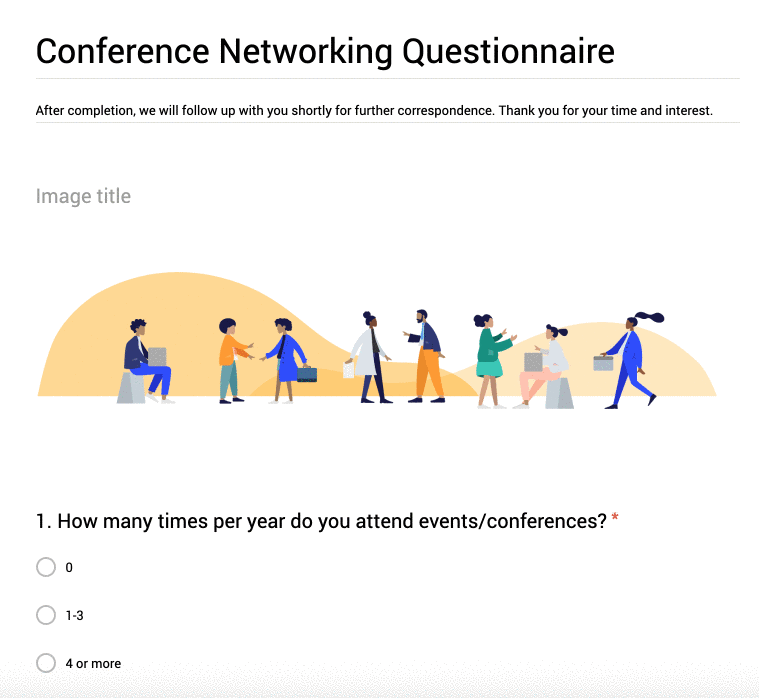 Conference Networking Questionnaire
After completion, we will follow up with you shortly for further correspondence. Thank you for your time and interest.
Image title
1. How many times per year do you attend events/conferences? *
0
1-3
4 or more